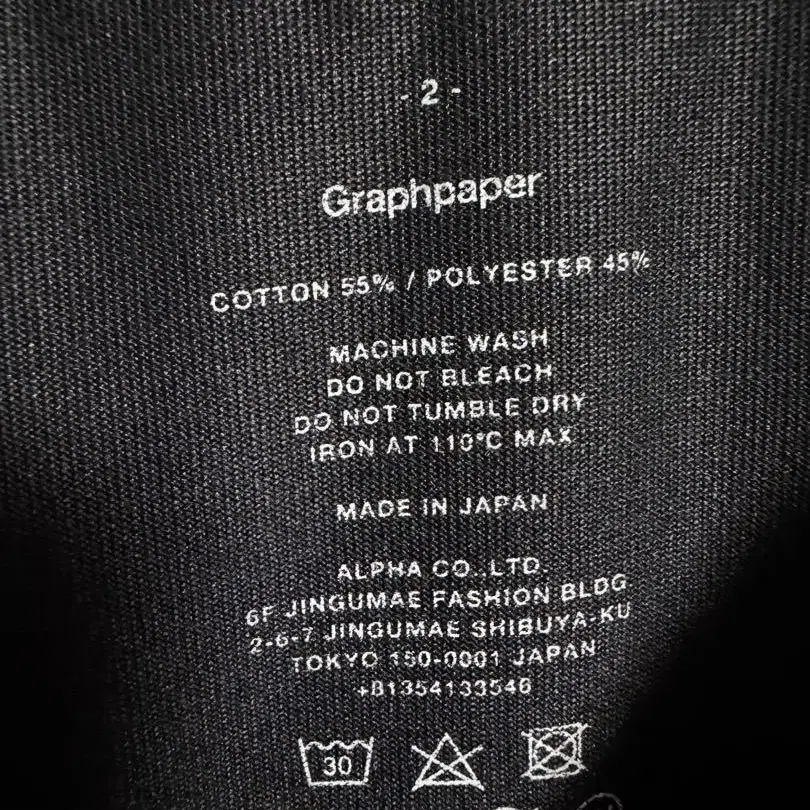 - 2 -
Graphpaper
COTTON 55% / POLYESTER 45%
MACHINE WASH
DO NOT BLEACH
DO NOT TUMBLE DRY
IRON AT 110°C MAX
MADE IN JAPAN
ALPHA CO.,LTD.
6F JINGUMAE FASHION BLDG.
2-6-7 JINGUMAE SHIBUYA-KU
TOKYO 150-0001 JAPAN
+81354133546
30